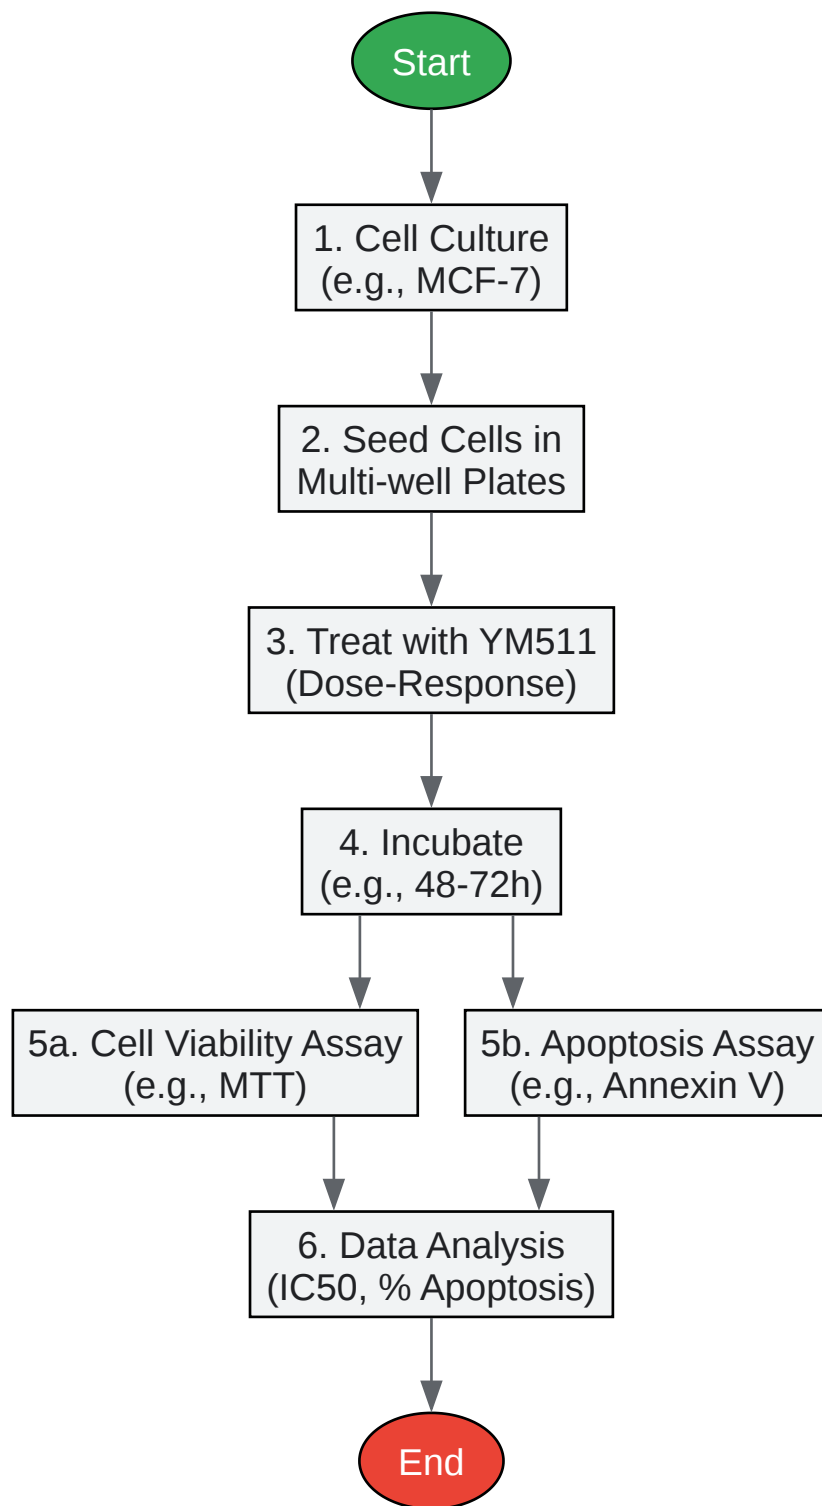 Start
1. Cell Culture
(e.g., MCF-7)
2. Seed Cells in
Multi-well Plates
3. Treat with YM511
(Dose-Response)
4. Incubate
(e.g., 48-72h)
5a. Cell Viability Assay
(e.g., MTT)
5b. Apoptosis Assay
(e.g., Annexin V)
6. Data Analysis
(IC50, % Apoptosis)
End